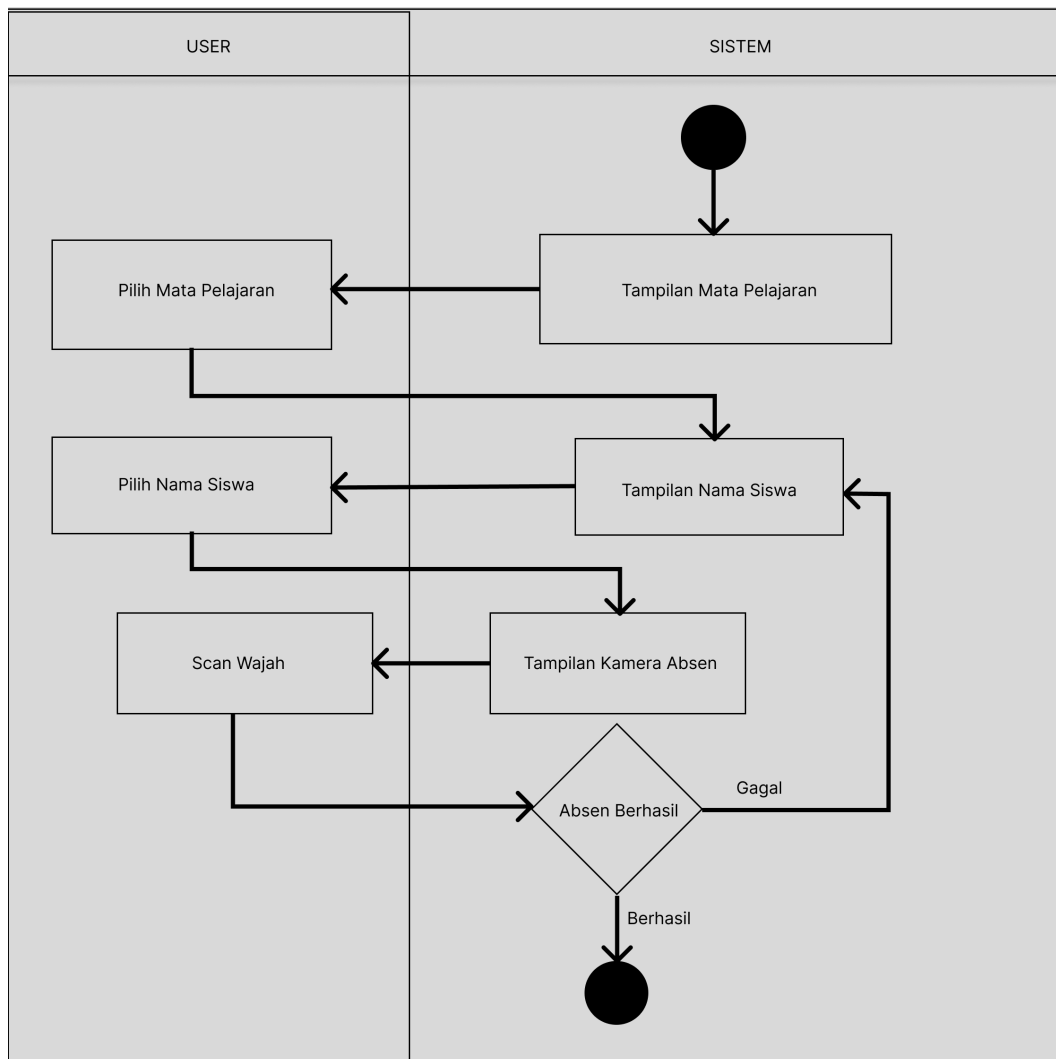 USER
SISTEM
Pilih Mata Pelajaran
Tampilan Mata Pelajaran
Pilih Nama Siswa
Tampilan Nama Siswa
Scan Wajah
Tampilan Kamera Absen
Gagal
Absen Berhasil
Berhasil